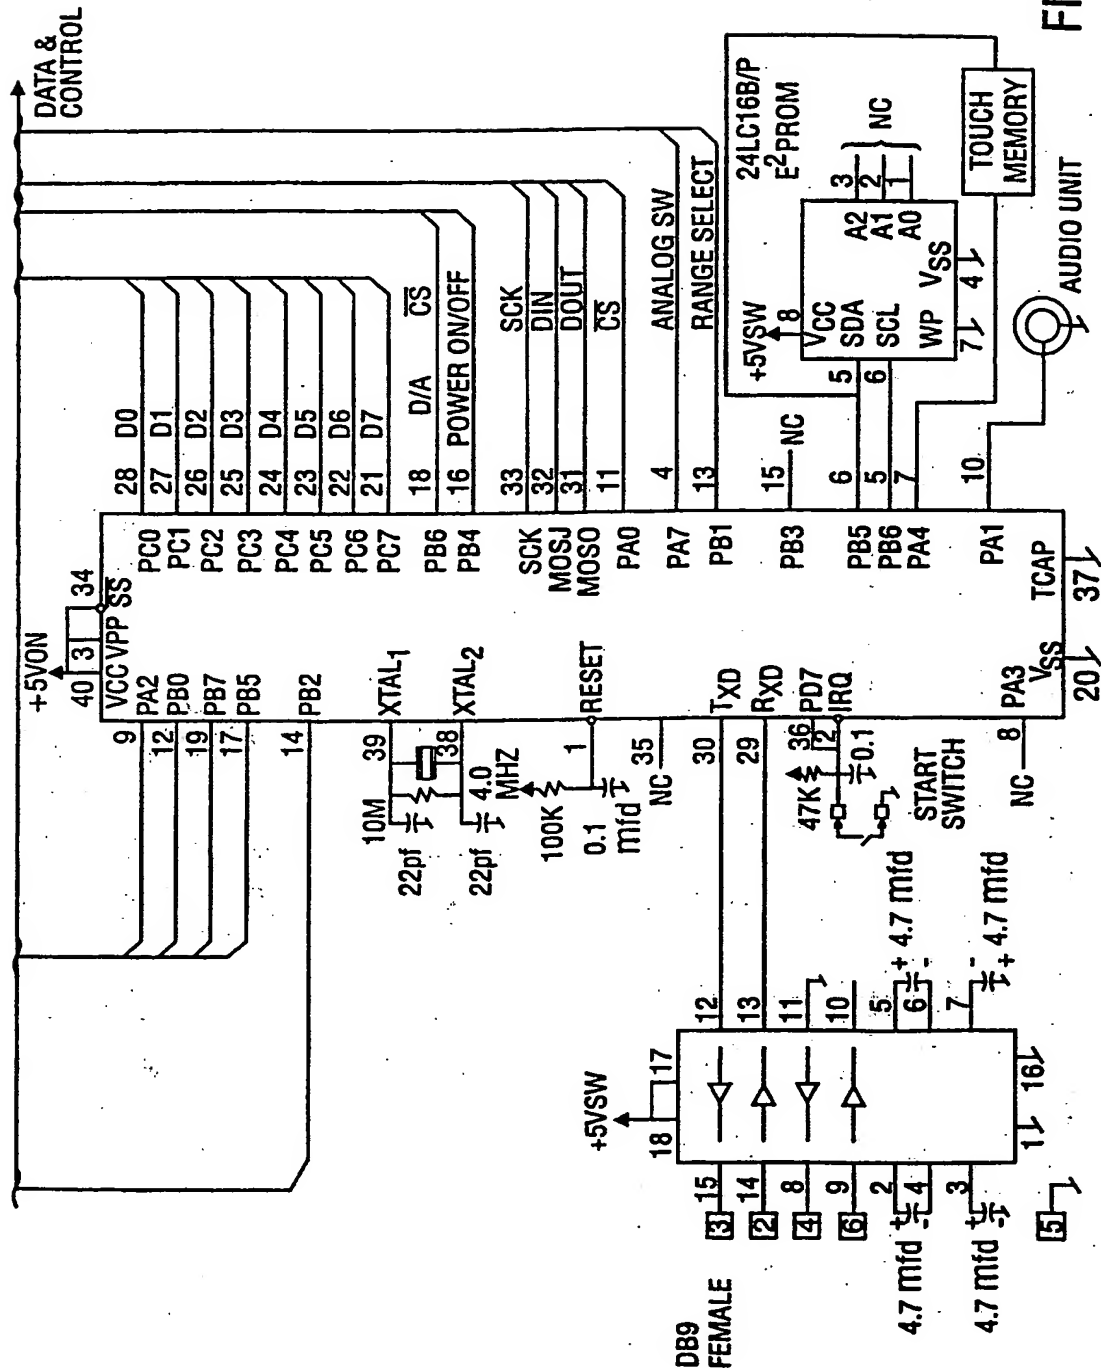 DATA &
CONTROL
+5VON
40 3 34
VCC VPP S̅S̅
9 PA2
12 PB0
19 PB7
17 PB5
14 PB2
39 XTAL1
38 XTAL2
10M
22pf
22pf
4.0
MHZ
100K
0.1
mfd
1 RESET
35
NC
30 TXD
29 RXD
36 PD7
2 IRQ
47K
0.1
START
SWITCH
8 PA3
NC
VSS
20
TCAP
37
PC0 28 D0
PC1 27 D1
PC2 26 D2
PC3 25 D3
PC4 24 D4
PC5 23 D5
PC6 22 D6
PC7 21 D7
PB6 18 D/A C̅S̅
PB4 16 POWER ON/OFF
SCK 33 SCK
MOSJ 32 DIN
MOSO 31 DOUT
PA0 11 C̅S̅
PA7 4 ANALOG SW
PB1 13 RANGE SELECT
PB3 15 NC
PB5 6
PB6 5
PA4 7
PA1 10
+5VSW
8
VCC
5 SDA
6 SCL
WP
7
VSS
4
A2 3
A1 2
A0 1
NC
24LC16B/P
E2PROM
TOUCH
MEMORY
AUDIO UNIT
+5VSW
18 17
3 15 12
2 14 13
4 8 11
6 9 10
2 5
4 6
3 7
+ 4.7 mfd
-
-
+ 4.7 mfd
+
-
4.7 mfd
+
-
4.7 mfd
1 16
5
DB9
FEMALE